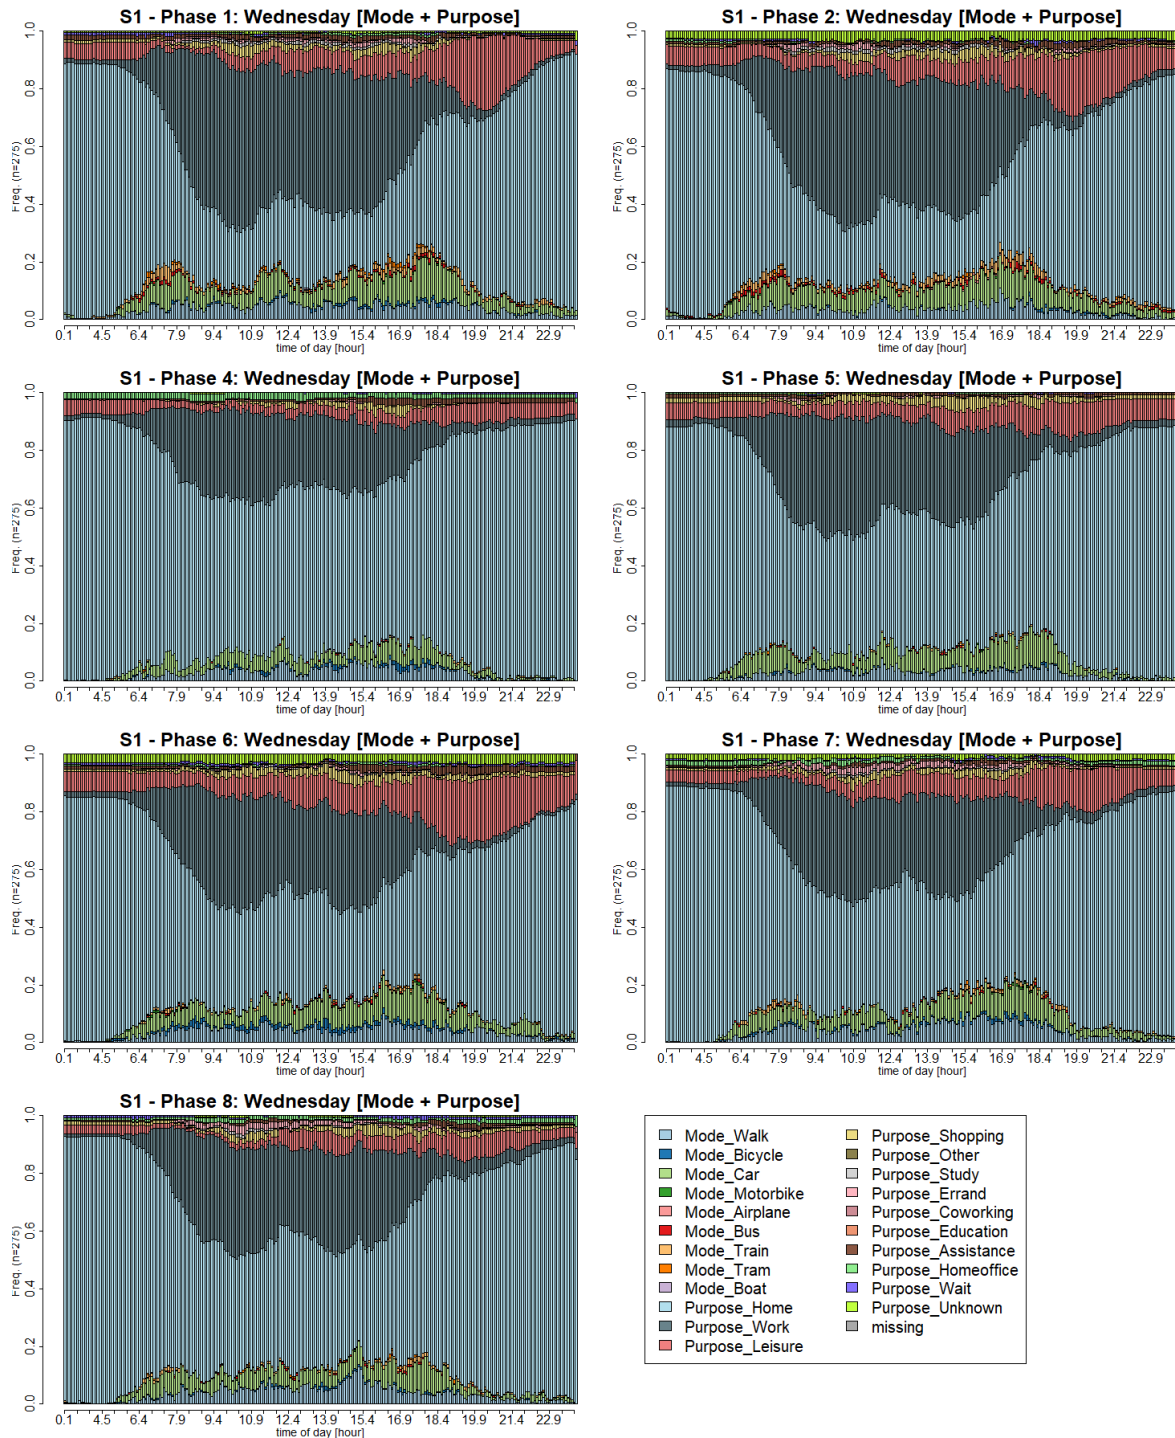 S1 - Phase 1: Wednesday [Mode + Purpose]
Freq. (n=275)
0.0 0.2 0.4 0.6 0.8 1.0
0.1 4.5 6.4 7.9 9.4 10.9 12.4 13.9 15.4 16.9 18.4 19.9 21.4 22.9
time of day [hour]
S1 - Phase 2: Wednesday [Mode + Purpose]
Freq. (n=275)
0.0 0.2 0.4 0.6 0.8 1.0
0.1 4.5 6.4 7.9 9.4 10.9 12.4 13.9 15.4 16.9 18.4 19.9 21.4 22.9
time of day [hour]
S1 - Phase 4: Wednesday [Mode + Purpose]
Freq. (n=275)
0.0 0.2 0.4 0.6 0.8 1.0
0.1 4.5 6.4 7.9 9.4 10.9 12.4 13.9 15.4 16.9 18.4 19.9 21.4 22.9
time of day [hour]
S1 - Phase 5: Wednesday [Mode + Purpose]
Freq. (n=275)
0.0 0.2 0.4 0.6 0.8 1.0
0.1 4.5 6.4 7.9 9.4 10.9 12.4 13.9 15.4 16.9 18.4 19.9 21.4 22.9
time of day [hour]
S1 - Phase 6: Wednesday [Mode + Purpose]
Freq. (n=275)
0.0 0.2 0.4 0.6 0.8 1.0
0.1 4.5 6.4 7.9 9.4 10.9 12.4 13.9 15.4 16.9 18.4 19.9 21.4 22.9
time of day [hour]
S1 - Phase 7: Wednesday [Mode + Purpose]
Freq. (n=275)
0.0 0.2 0.4 0.6 0.8 1.0
0.1 4.5 6.4 7.9 9.4 10.9 12.4 13.9 15.4 16.9 18.4 19.9 21.4 22.9
time of day [hour]
S1 - Phase 8: Wednesday [Mode + Purpose]
Freq. (n=275)
0.0 0.2 0.4 0.6 0.8 1.0
0.1 4.5 6.4 7.9 9.4 10.9 12.4 13.9 15.4 16.9 18.4 19.9 21.4 22.9
time of day [hour]
Mode_Walk
Mode_Bicycle
Mode_Car
Mode_Motorbike
Mode_Airplane
Mode_Bus
Mode_Train
Mode_Tram
Mode_Boat
Purpose_Home
Purpose_Work
Purpose_Leisure
Purpose_Shopping
Purpose_Other
Purpose_Study
Purpose_Errand
Purpose_Coworking
Purpose_Education
Purpose_Assistance
Purpose_Homeoffice
Purpose_Wait
Purpose_Unknown
missing